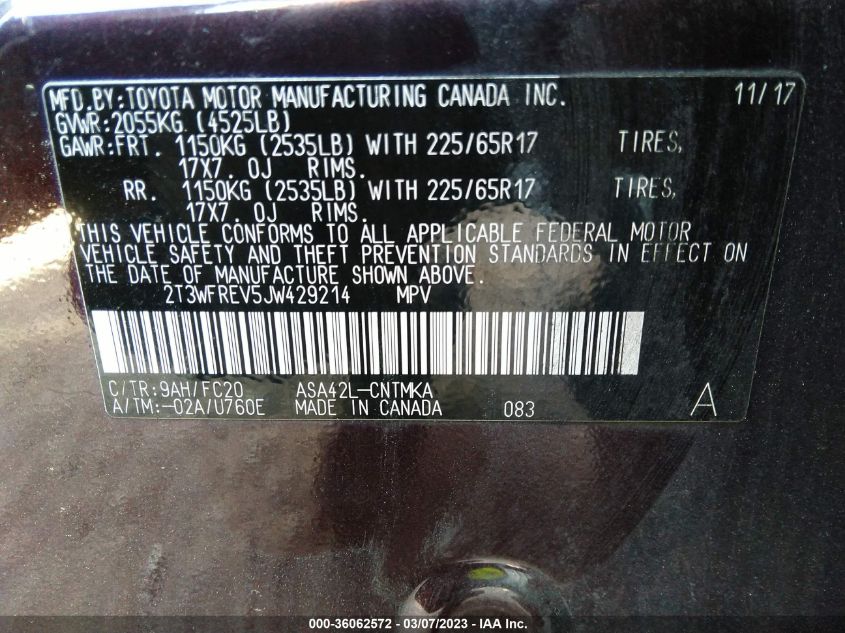 MFD.BY:TOYOTA MOTOR MANUFACTURING CANADA INC. 11/17
GVWR:2055KG (4525LB)
GAWR:FRT. 1150KG (2535LB) WITH 225/65R17 TIRES,
17X7.0J RIMS.
RR. 1150KG (2535LB) WITH 225/65R17 TIRES,
17X7.0J RIMS.
THIS VEHICLE CONFORMS TO ALL APPLICABLE FEDERAL MOTOR
VEHICLE SAFETY AND THEFT PREVENTION STANDARDS IN EFFECT ON
THE DATE OF MANUFACTURE SHOWN ABOVE.
2T3WFREV5JW429214 MPV
C/TR:9AH/FC20 ASA42L-CNTMKA
A/TM:-02A/U760E MADE IN CANADA 083 A
000-36062572 — 03/07/2023 — IAA Inc.